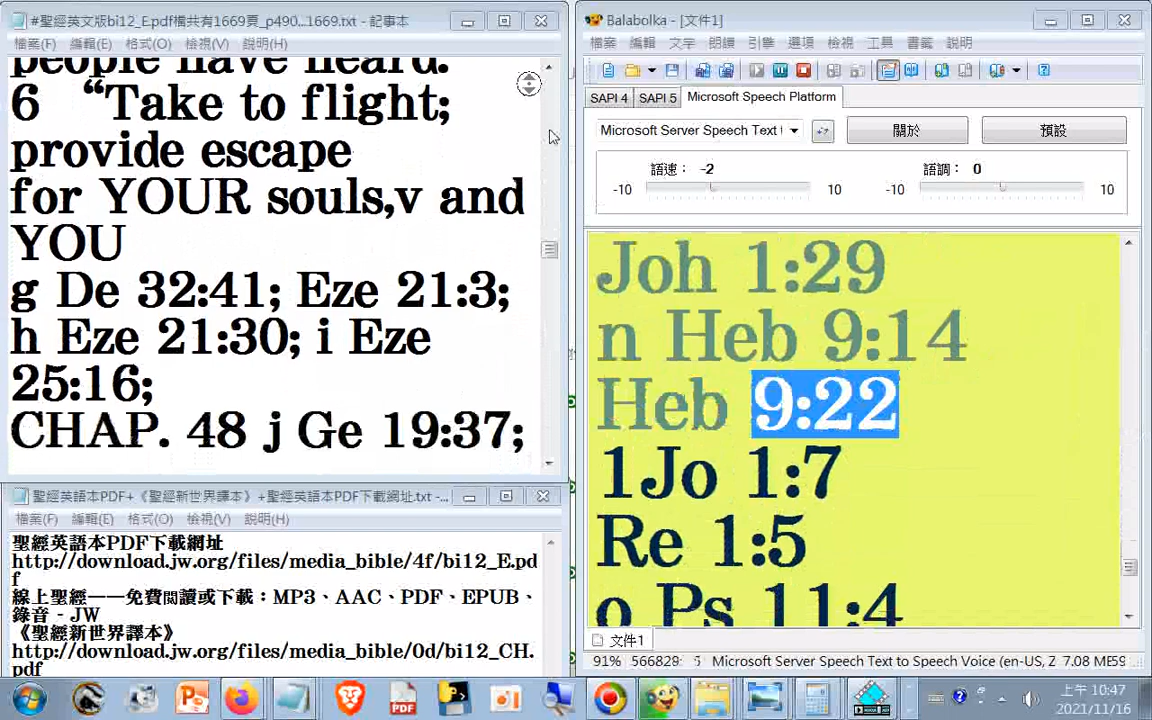 #聖經英文版bi12_E.pdf檔共有1669頁_p490...1669.txt - 記事本
檔案(F) 編輯(E) 格式(O) 檢視(V) 說明(H)
people have heard.
6 “Take to flight;
provide escape
for YOUR souls,v and
YOU
g De 32:41; Eze 21:3;
h Eze 21:30; i Eze
25:16;
CHAP. 48 j Ge 19:37;
聖經英語本PDF+《聖經新世界譯本》+聖經英語本PDF下載網址.txt -...
檔案(F) 編輯(E) 格式(O) 檢視(V) 說明(H)
聖經英語本PDF下載網址
http://download.jw.org/files/media_bible/4f/bi12_E.pd
f
線上聖經——免費閱讀或下載：MP3、AAC、PDF、EPUB、
錄音 - JW
《聖經新世界譯本》
http://download.jw.org/files/media_bible/0d/bi12_CH.
pdf
Balabolka - [文件1]
檔案 編輯 文字 朗讀 引擎 選項 檢視 工具 書籤 說明
SAPI 4 SAPI 5 Microsoft Speech Platform
Microsoft Server Speech Text 關於 預設
語速： -2 語調： 0
-10 10 -10 10
Joh 1:29
n Heb 9:14
Heb 9:22
1Jo 1:7
Re 1:5
o Ps 11:4
文件1
91% 566829: 5 Microsoft Server Speech Text to Speech Voice (en-US, Z 7.08 ME59
PDF
上午 10:47
2021/11/16